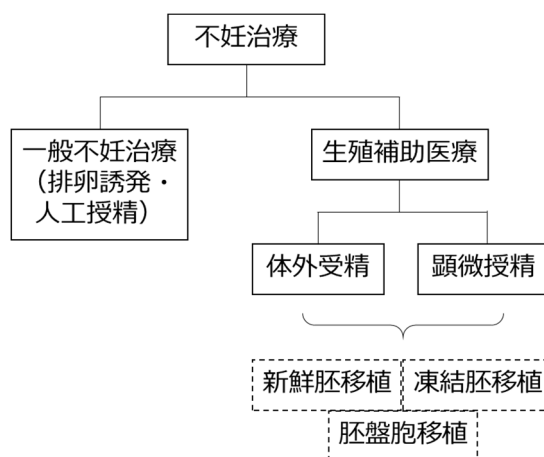 不妊治療
一般不妊治療
（排卵誘発・
人工授精）
生殖補助医療
体外受精
顕微授精
新鮮胚移植
凍結胚移植
胚盤胞移植